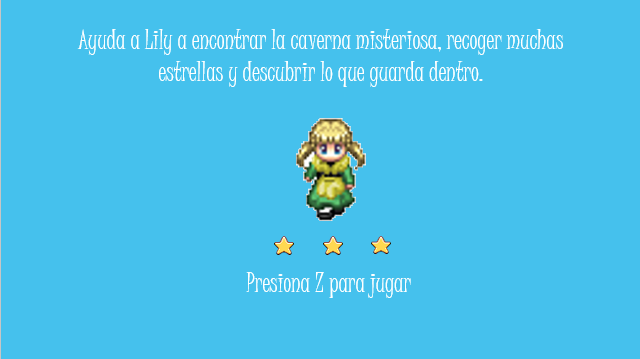 Ayuda a Lily a encontrar la caverna misteriosa, recoger muchas
estrellas y descubrir lo que guarda dentro.
Presiona Z para jugar